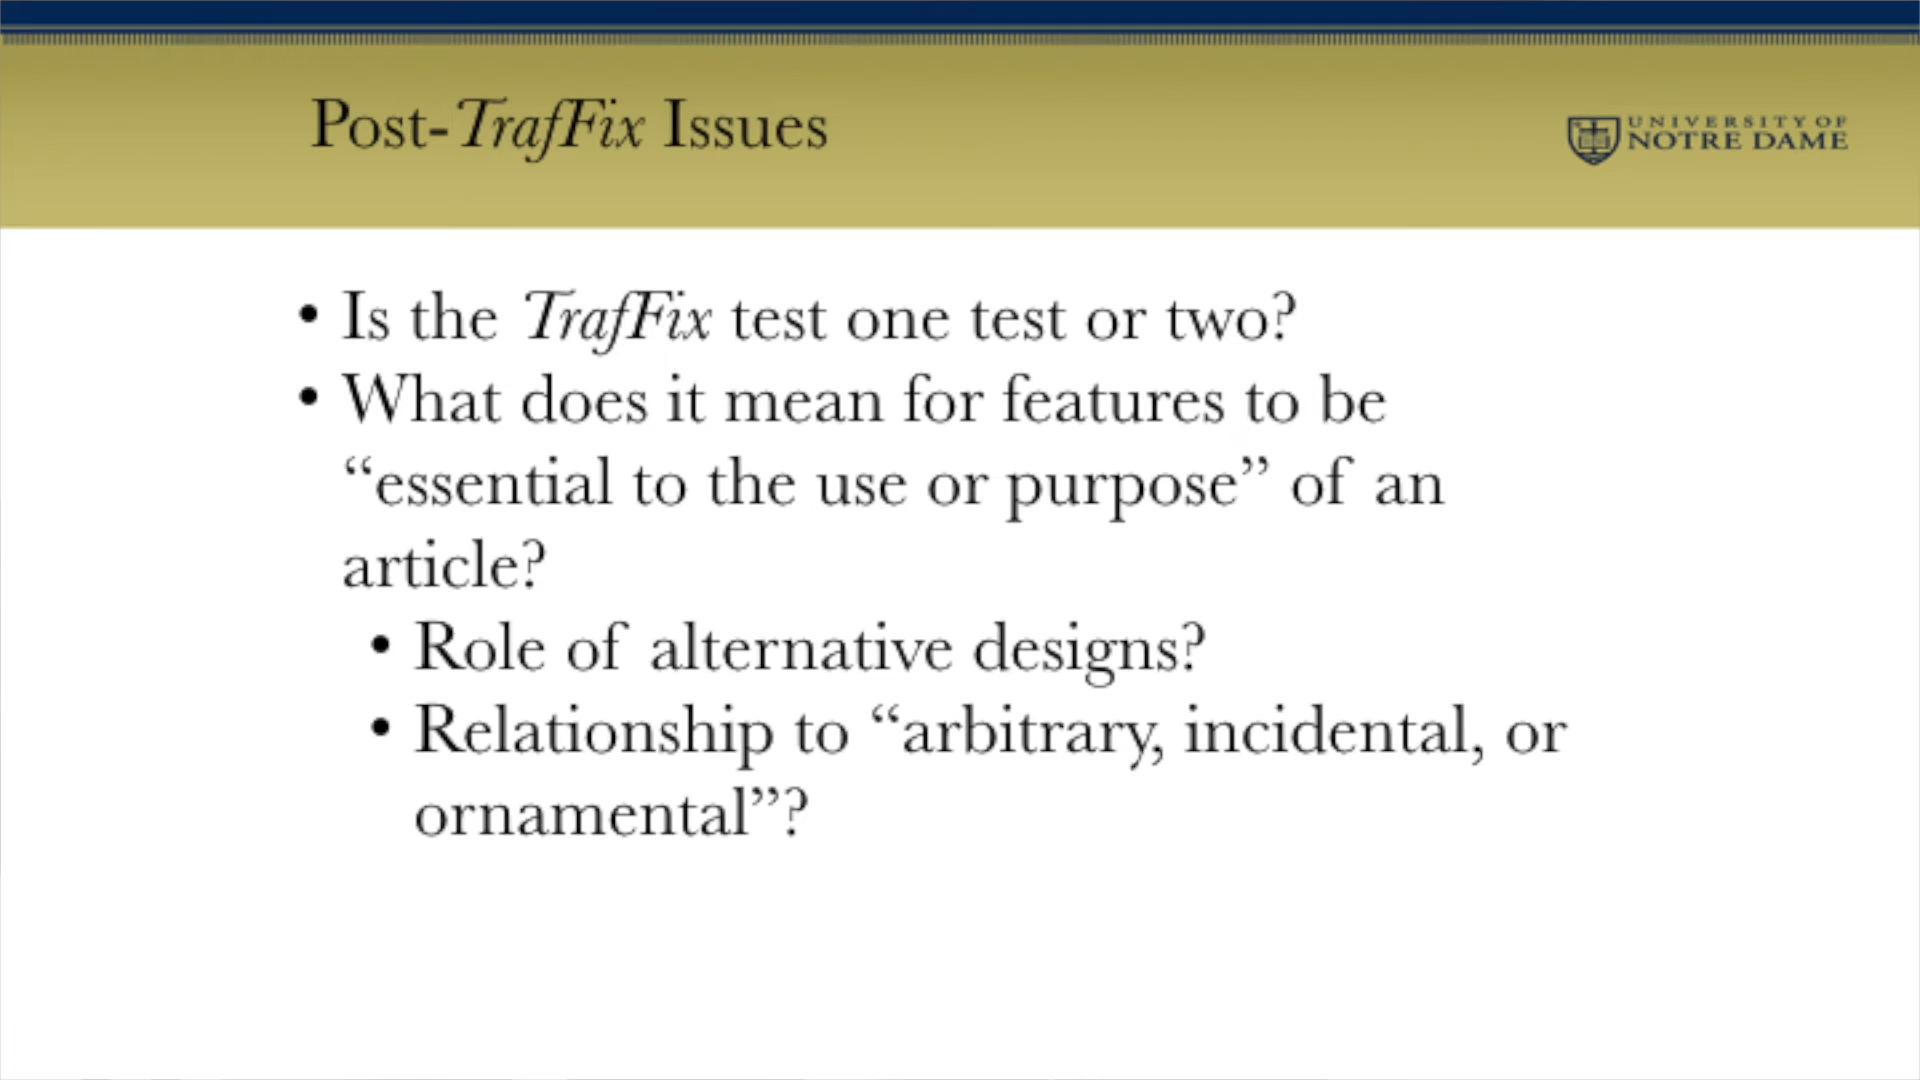 Post-TrafFix Issues
UNIVERSITY OF
NOTRE DAME
• Is the TrafFix test one test or two?
• What does it mean for features to be
“essential to the use or purpose” of an
article?
• Role of alternative designs?
• Relationship to “arbitrary, incidental, or
ornamental”?